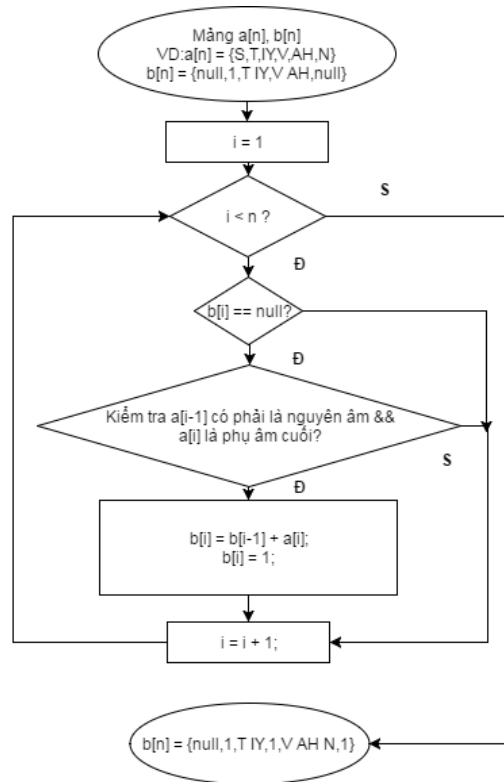 Mảng a[n], b[n]
VD:a[n] = {S,T,IY,V,AH,N}
b[n] = {null,1,T IY,V AH,null}
i = 1
S
i < n ?
Đ
b[i] == null?
Đ
Kiểm tra a[i-1] có phải là nguyên âm &&
a[i] là phụ âm cuối?
S
Đ
b[i] = b[i-1] + a[i];
b[i] = 1;
i = i + 1;
b[n] = {null,1,T IY,1,V AH N,1}